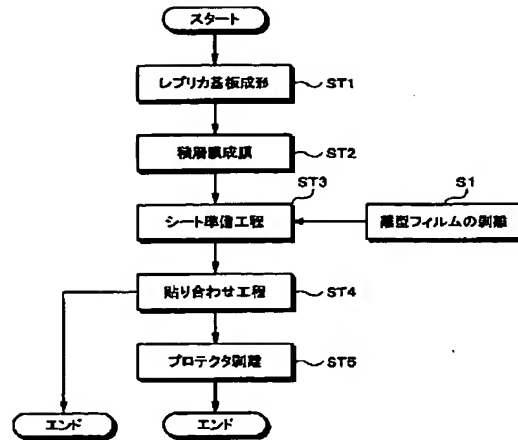 スタート
レプリカ基板成形
ST1
積層膜成膜
ST2
ST3
S1
シート準備工程
離型フィルムの剥離
貼り合わせ工程
ST4
プロテクタ剥離
ST5
エンド
エンド